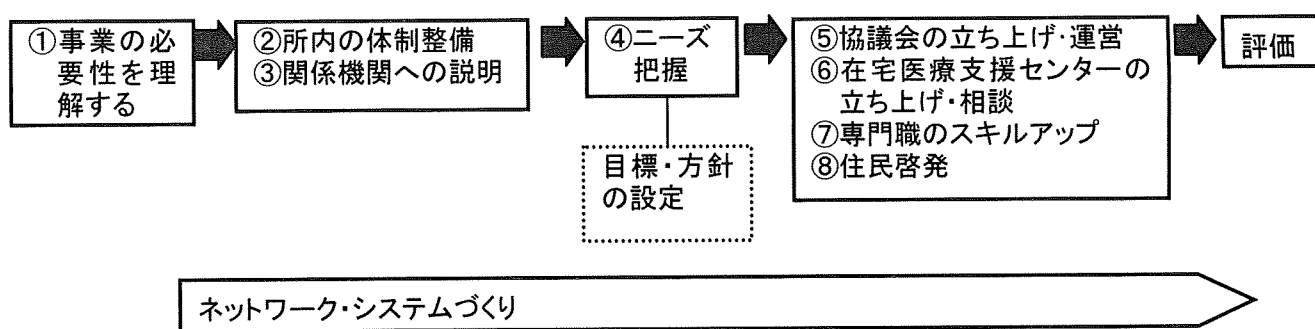 ①事業の必
要性を理
解する
②所内の体制整備
③関係機関への説明
④ニーズ
把握
目標・方針
の設定
⑤協議会の立ち上げ・運営
⑥在宅医療支援センターの
立ち上げ・相談
⑦専門職のスキルアップ
⑧住民啓発
評価
ネットワーク・システムづくり